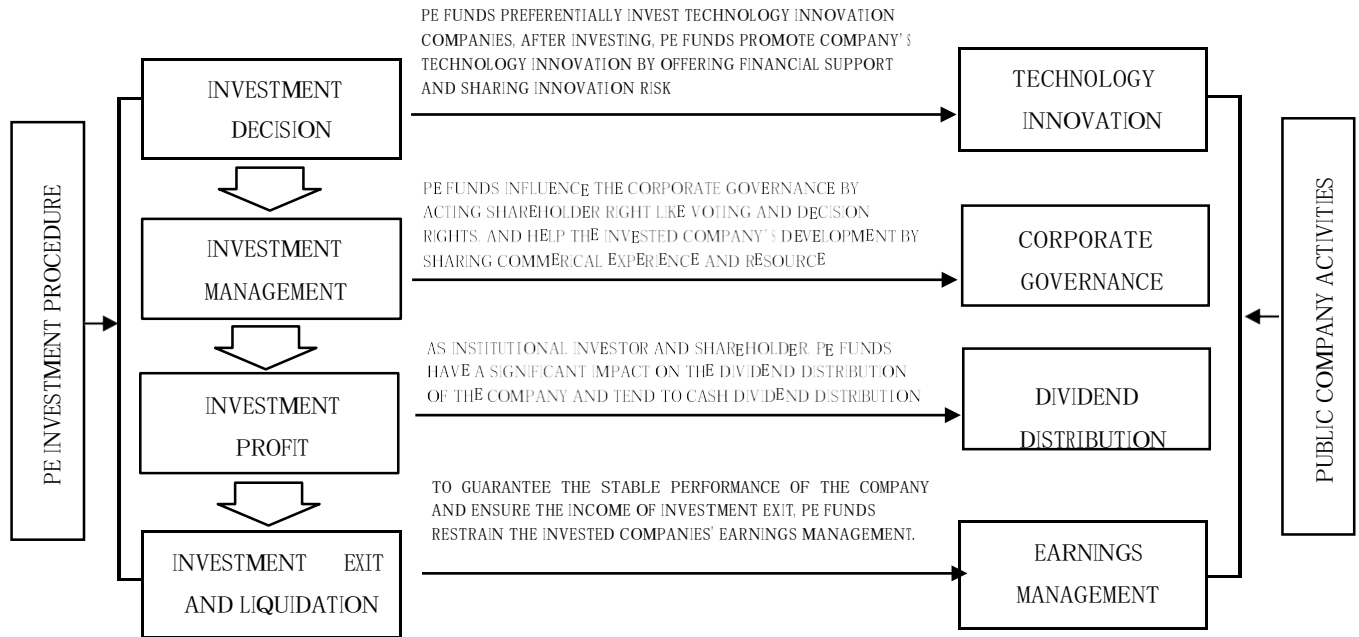 PE INVESTMENT PROCEDURE
INVESTMENT
DECISION
PE FUNDS PREFERENTIALLY INVEST TECHNOLOGY INNOVATION
COMPANIES, AFTER INVESTING, PE FUNDS PROMOTE COMPANY'S
TECHNOLOGY INNOVATION BY OFFERING FINANCIAL SUPPORT
AND SHARING INNOVATION RISK
TECHNOLOGY
INNOVATION
INVESTMENT
MANAGEMENT
PE FUNDS INFLUENCE THE CORPORATE GOVERNANCE BY
ACTING SHAREHOLDER RIGHT LIKE VOTING AND DECISION
RIGHTS, AND HELP THE INVESTED COMPANY'S DEVELOPMENT BY
SHARING COMMERICAL EXPERIENCE AND RESOURCE
CORPORATE
GOVERNANCE
INVESTMENT
PROFIT
AS INSTITUTIONAL INVESTOR AND SHAREHOLDER, PE FUNDS
HAVE A SIGNIFICANT IMPACT ON THE DIVIDEND DISTRIBUTION
OF THE COMPANY AND TEND TO CASH DIVIDEND DISTRIBUTION
DIVIDEND
DISTRIBUTION
INVESTMENT EXIT
AND LIQUIDATION
TO GUARANTEE THE STABLE PERFORMANCE OF THE COMPANY
AND ENSURE THE INCOME OF INVESTMENT EXIT, PE FUNDS
RESTRAIN THE INVESTED COMPANIES' EARNINGS MANAGEMENT.
EARNINGS
MANAGEMENT
PUBLIC COMPANY ACTIVITIES